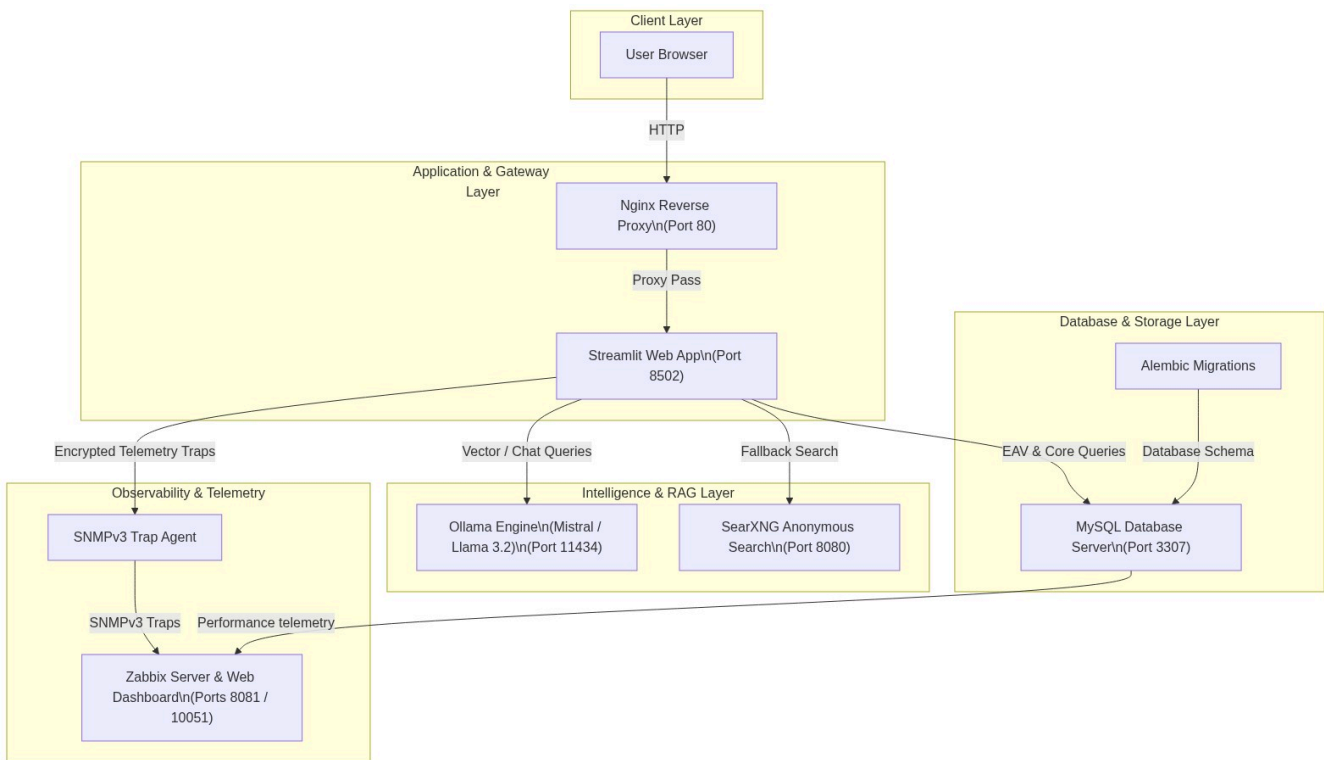 Client Layer
User Browser
HTTP
Application & Gateway
Layer
Nginx Reverse
Proxy\n(Port 80)
Proxy Pass
Streamlit Web App\n(Port
8502)
Database & Storage Layer
Alembic Migrations
Encrypted Telemetry Traps
Vector / Chat Queries
Fallback Search
EAV & Core Queries
Database Schema
Observability & Telemetry
SNMPv3 Trap Agent
Intelligence & RAG Layer
Ollama Engine\n(Mistral /
Llama 3.2)\n(Port 11434)
SearXNG Anonymous
Search\n(Port 8080)
MySQL Database
Server\n(Port 3307)
SNMPv3 Traps
Performance telemetry
Zabbix Server & Web
Dashboard\n(Ports 8081 /
10051)